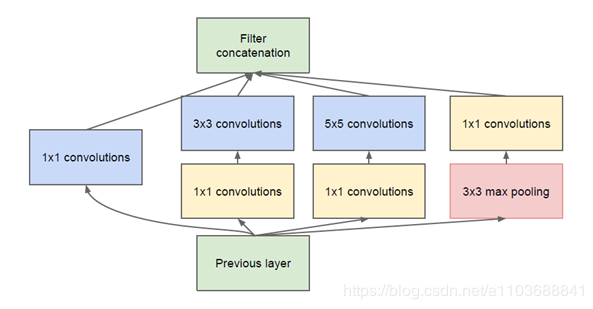 Filter
concatenation
3x3 convolutions
5x5 convolutions
1x1 convolutions
1x1 convolutions
1x1 convolutions
1x1 convolutions
3x3 max pooling
Previous layer
https://blog.csdn.net/a1103688841